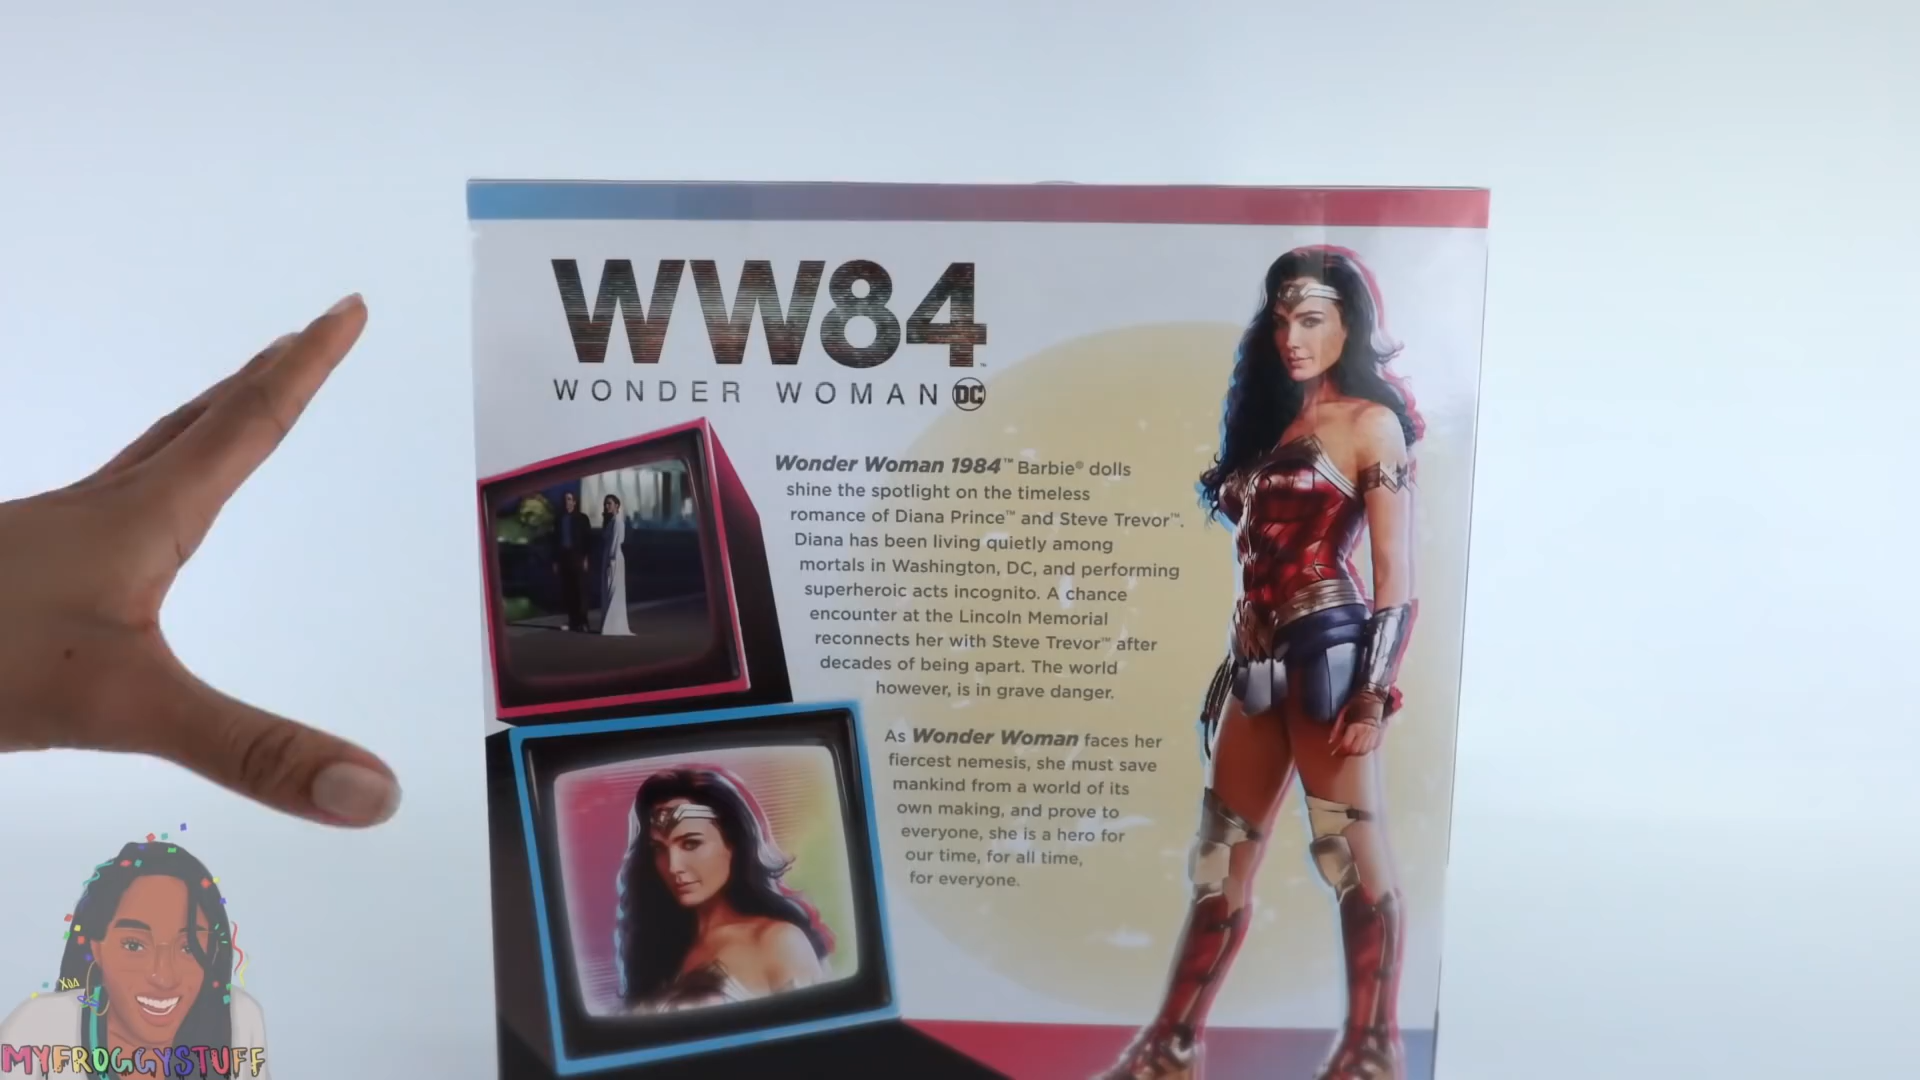 WW84™
WONDER WOMAN DC
Wonder Woman 1984™ Barbie® dolls
shine the spotlight on the timeless
romance of Diana Prince™ and Steve Trevor™.
Diana has been living quietly among
mortals in Washington, DC, and performing
superheroic acts incognito. A chance
encounter at the Lincoln Memorial
reconnects her with Steve Trevor™ after
decades of being apart. The world
however, is in grave danger.
As Wonder Woman faces her
fiercest nemesis, she must save
mankind from a world of its
own making, and prove to
everyone, she is a hero for
our time, for all time,
for everyone.
MYFROGGYSTUFF